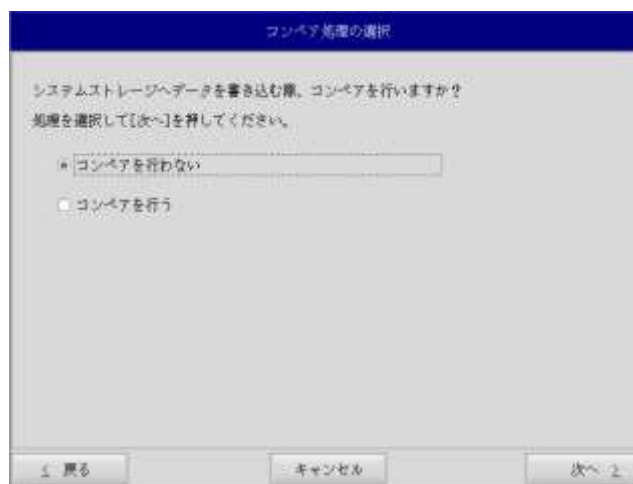 コンペア処理の選択
システムストレージへデータを書き込む際、コンペアを行いますか?
処理を選択して[次へ]を押してください。
コンペアを行わない
コンペアを行う
< 戻る
キャンセル
次へ >